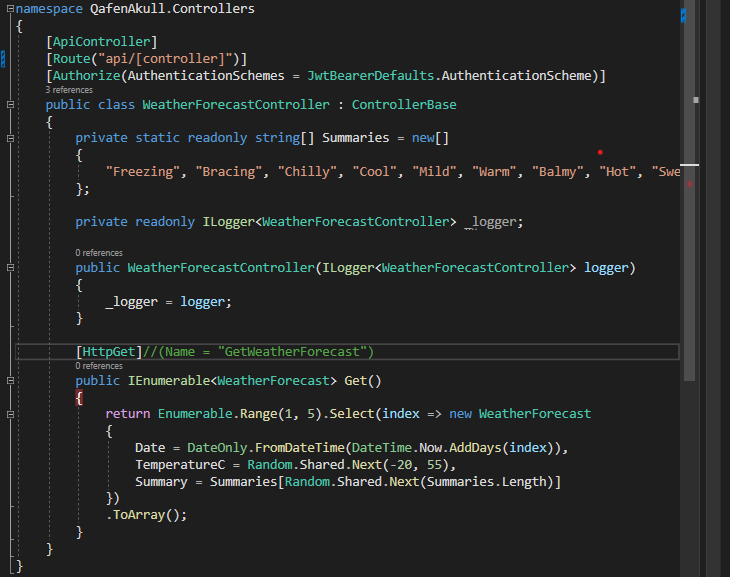 namespace QafenAkull.Controllers
{
[ApiController]
[Route("api/[controller]")]
[Authorize(AuthenticationSchemes = JwtBearerDefaults.AuthenticationScheme)]
3 references
public class WeatherForecastController : ControllerBase
{
private static readonly string[] Summaries = new[]
{
"Freezing", "Bracing", "Chilly", "Cool", "Mild", "Warm", "Balmy", "Hot", "Swe
};
private readonly ILogger<WeatherForecastController> _logger;
0 references
public WeatherForecastController(ILogger<WeatherForecastController> logger)
{
_logger = logger;
}
[HttpGet]//(Name = "GetWeatherForecast")
0 references
public IEnumerable<WeatherForecast> Get()
{
return Enumerable.Range(1, 5).Select(index => new WeatherForecast
{
Date = DateOnly.FromDateTime(DateTime.Now.AddDays(index)),
TemperatureC = Random.Shared.Next(-20, 55),
Summary = Summaries[Random.Shared.Next(Summaries.Length)]
})
.ToArray();
}
}
}